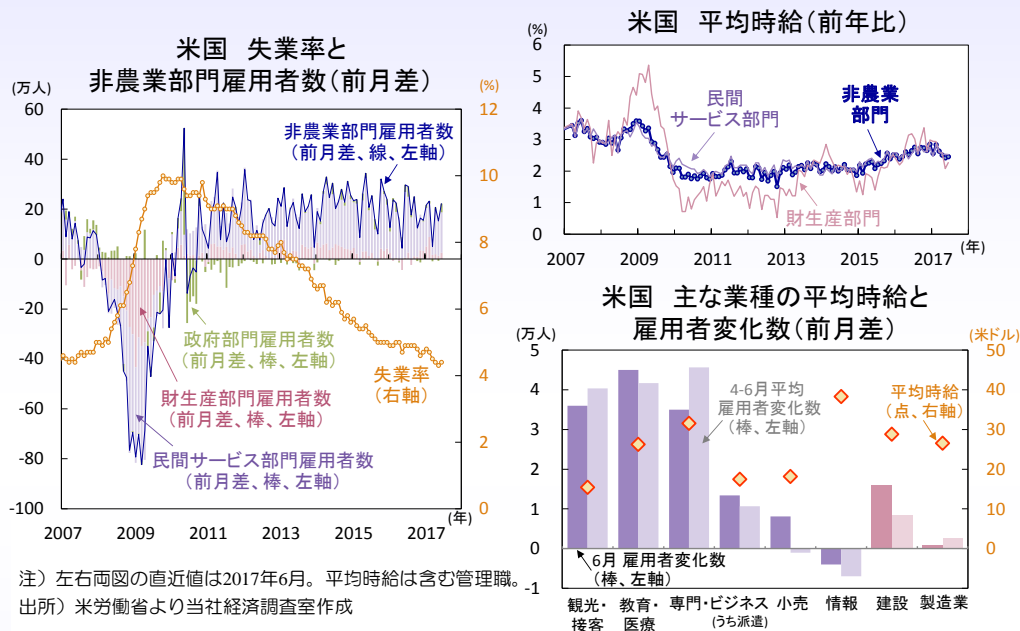 米国 失業率と
非農業部門雇用者数(前月差)
(万人)
(%)
60
40
20
0
-20
-40
-60
-80
-100
12
10
8
6
4
2
0
非農業部門雇用者数
(前月差、線、左軸)
政府部門雇用者数
(前月差、棒、左軸)
失業率
(右軸)
財生産部門雇用者数
(前月差、棒、左軸)
民間サービス部門雇用者数
(前月差、棒、左軸)
2007 2009 2011 2013 2015 2017
(年)
米国 平均時給(前年比)
(%)
6
5
4
3
2
1
0
民間
サービス部門
非農業
部門
財生産部門
2007 2009 2011 2013 2015 2017
(年)
米国 主な業種の平均時給と
雇用者変化数(前月差)
(万人)
(米ドル)
5
4
3
2
1
0
-1
50
40
30
20
10
0
4-6月平均
雇用者変化数
(棒、左軸)
平均時給
(点、右軸)
6月 雇用者変化数
(棒、左軸)
観光・ 教育・ 専門・ビジネス 小売 情報 建設 製造業
接客 医療 (うち派遣)
注）左右両図の直近値は2017年6月。平均時給は含む管理職。
出所）米労働省より当社経済調査室作成